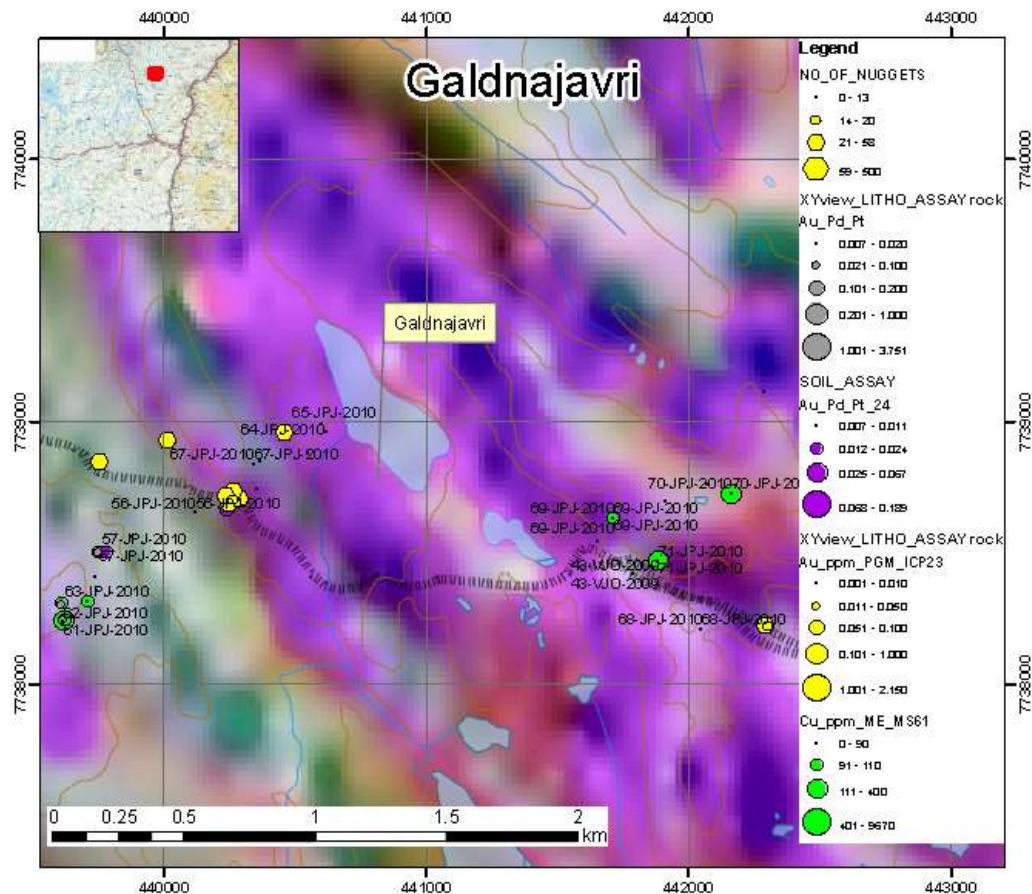 440000 441000 442000 443000
Galdnajavri
7740000
7739000
7738000
7740000
7739000
7738000
Galdnajavri
65-JPJ-2010
64-JPJ-2010
67-JPJ-2010 67-JPJ-2010
56-JPJ-2010 56-JPJ-2010
57-JPJ-2010
63-JPJ-2010
62-JPJ-2010
61-JPJ-2010
70-JPJ-2010
69-JPJ-2010 69-JPJ-2010
69-JPJ-2010 69-JPJ-2010
71-JPJ-2010
43-VJO-2009
68-JPJ-2010 68-JPJ-2010
0 0.25 0.5 1 1.5 2
km
440000 441000 442000 443000
Legend
NO_OF_NUGGETS
0 - 13
14 - 20
21 - 58
59 - 500
XYview_LITHO_ASSAY rock
Au_Pd_Pt
0.007 - 0.020
0.021 - 0.100
0.101 - 0.200
0.201 - 1.000
1.001 - 3.751
SOIL_ASSAY
Au_Pd_Pt_24
0.007 - 0.011
0.012 - 0.024
0.025 - 0.067
XYview_LITHO_ASSAY rock
Au_ppm_PGM_ICP23
0.001 - 0.010
0.011 - 0.050
0.051 - 0.100
0.101 - 1.000
1.001 - 2.150
Cu_ppm_ME_MS61
0 - 90
91 - 110
111 - 400
401 - 9670